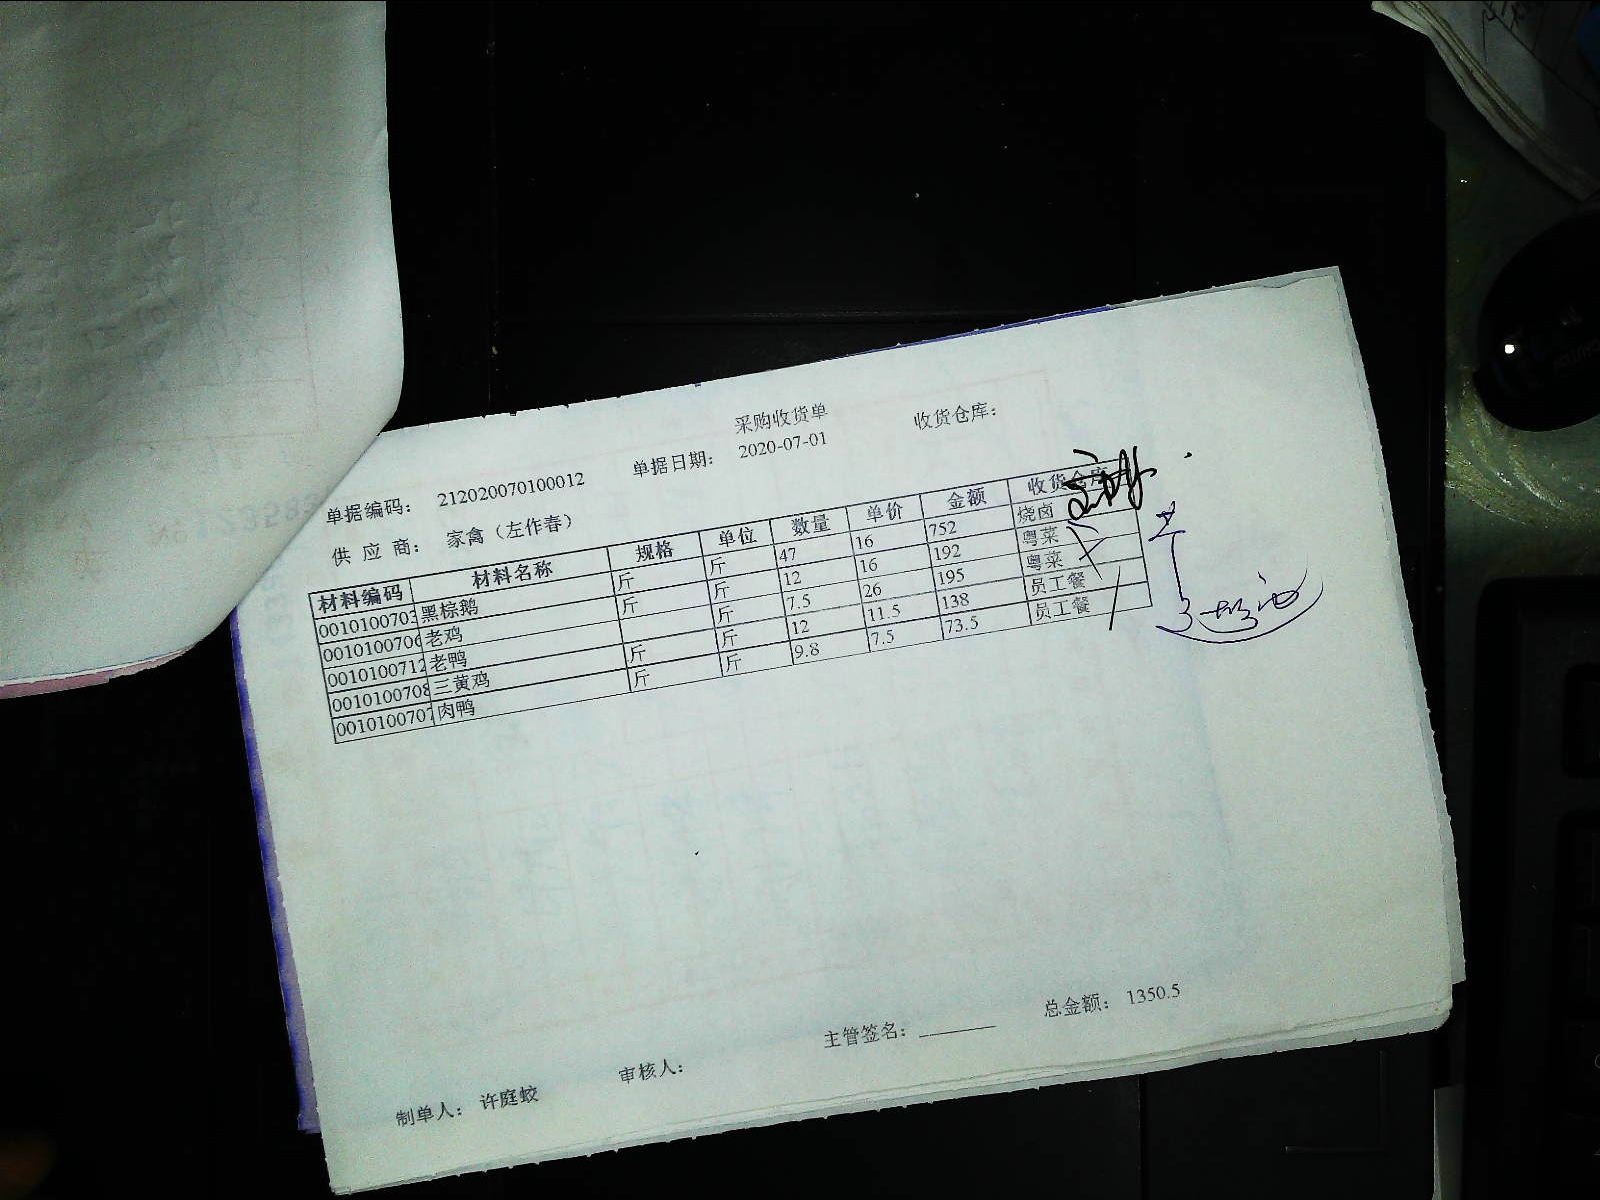 采购收货单
单据编码： 212020070100012 单据日期： 2020-07-01 收货仓库：
供 应 商： 家禽（左作春）
材料编码 材料名称 规格 单位 数量 单价 金额 收货仓库
0010100703 黑棕鹅 斤 斤 47 16 752 烧卤
0010100706 老鸡 斤 斤 12 16 192 粤菜
0010100712 老鸭 斤 7.5 26 195 粤菜
0010100708 三黄鸡 斤 斤 12 11.5 138 员工餐
0010100707 肉鸭 斤 斤 9.8 7.5 73.5 员工餐
制单人： 许庭蛟 审核人： 主管签名： 总金额： 1350.5